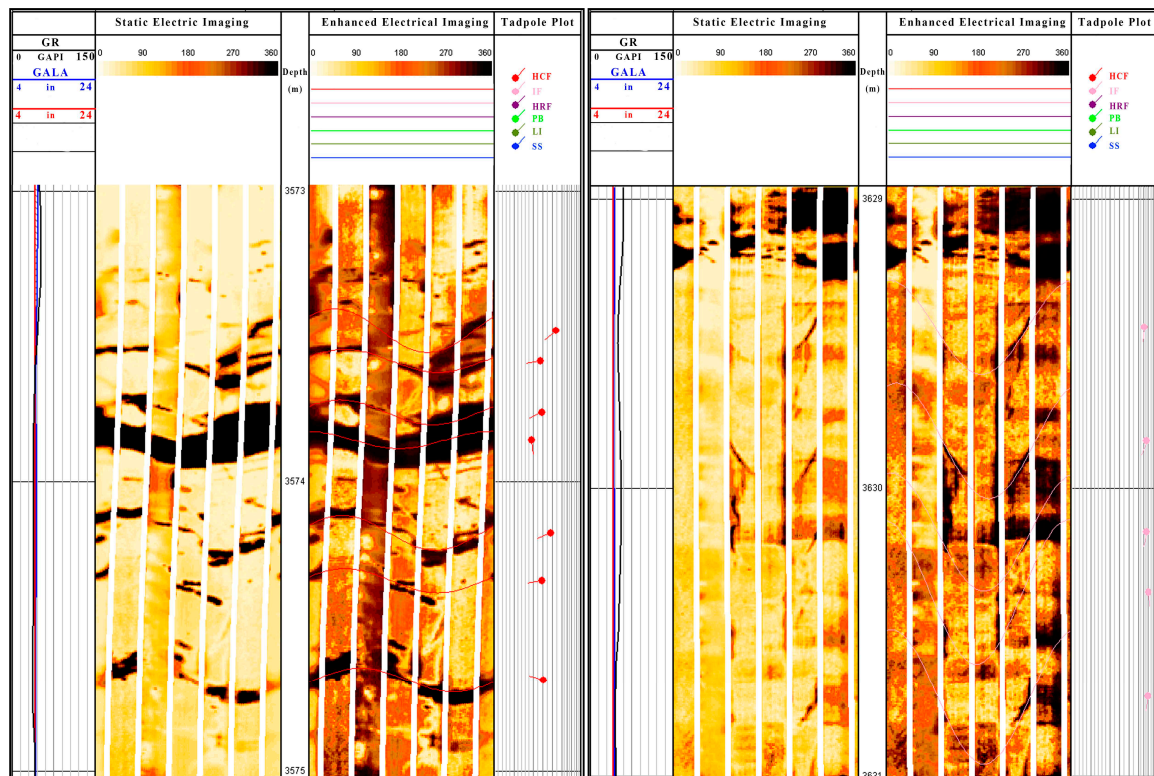 Static Electric Imaging
Enhanced Electrical Imaging
Tadpole Plot
GR
0 GAPI 150
GALA
4 in 24
4 in 24
0 90 180 270 360
Depth
(m)
0 90 180 270 360
HCF
IF
HRF
PB
LI
SS
3573
3574
3575
Static Electric Imaging
Enhanced Electrical Imaging
Tadpole Plot
GR
0 GAPI 150
GALA
4 in 24
4 in 24
0 90 180 270 360
Depth
(m)
0 90 180 270 360
HCF
IF
HRF
PB
LI
SS
3629
3630
3631